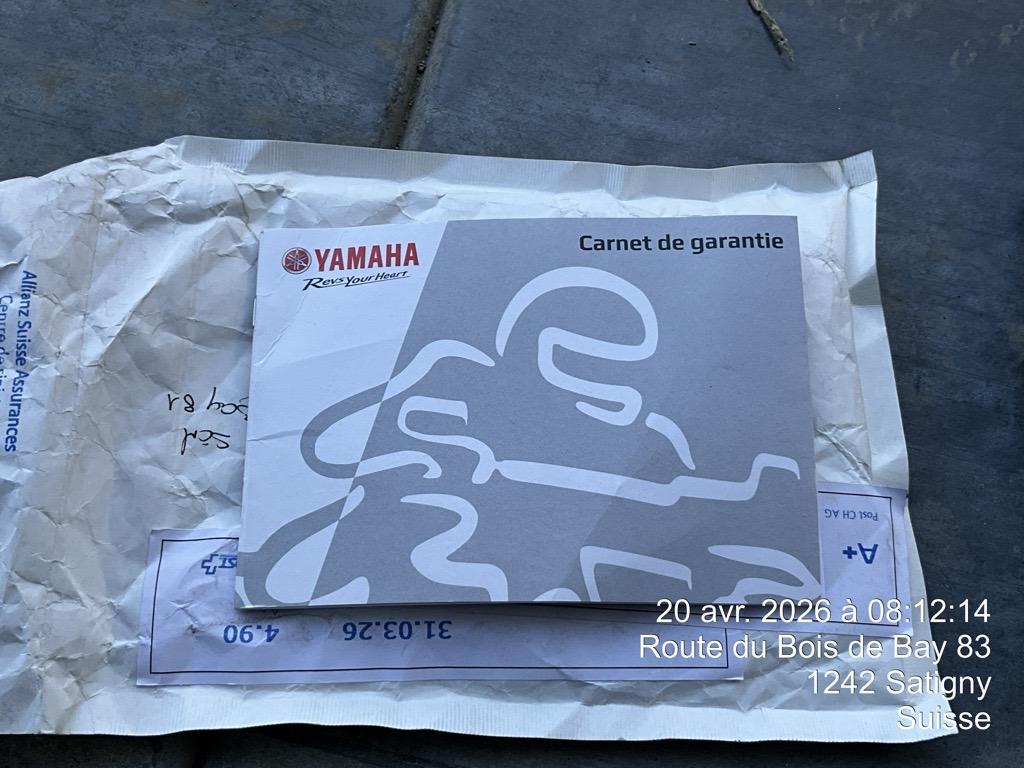 YAMAHA
Revs Your Heart
Carnet de garantie
Allianz Suisse Assurances
Post CH AG
A+
31.03.26
4.90
20 avr. 2026 à 08:12:14
Route du Bois de Bay 83
1242 Satigny
Suisse